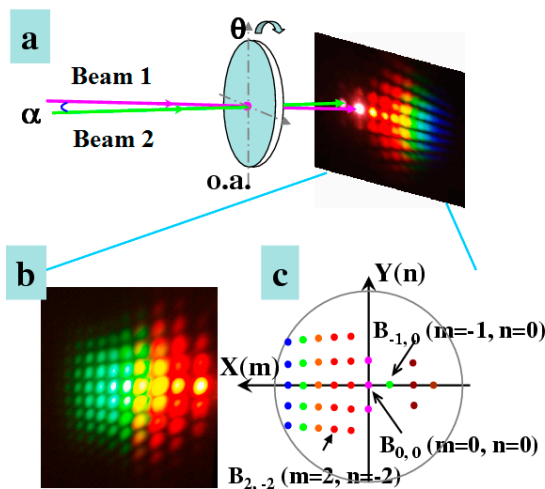 a
θ
Beam 1
α
Beam 2
o.a.
b
c
Y(n)
B-1, 0 (m=-1, n=0)
X(m)
B0, 0 (m=0, n=0)
B2, -2 (m=2, n=-2)